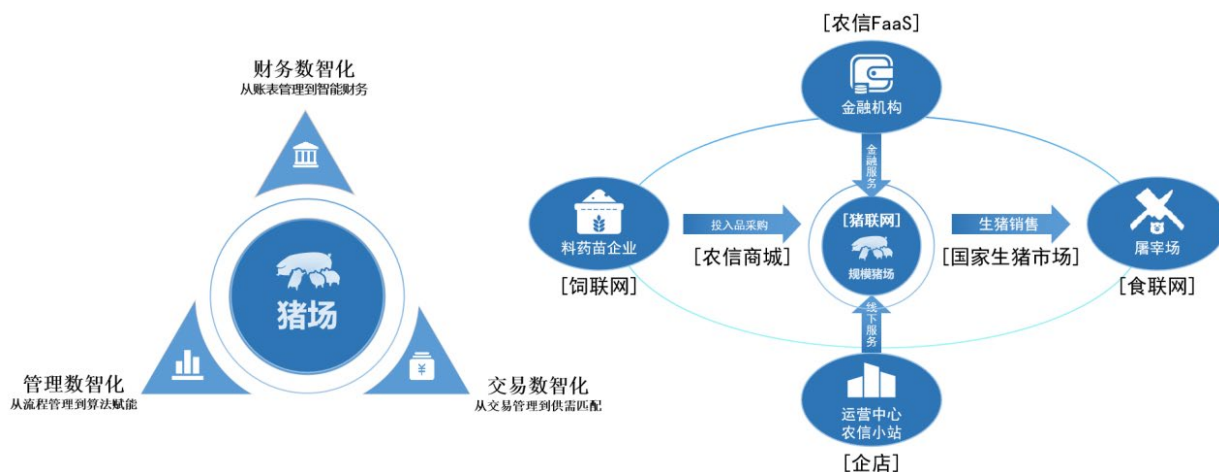 财务数智化
从账表管理到智能财务
猪场
管理数智化
从流程管理到算法赋能
交易数智化
从交易管理到供需匹配
[农信FaaS]
金融机构
金融服务
料药苗企业
[饲联网]
投入品采购
[农信商城]
[猪联网]
规模猪场
生猪销售
[国家生猪市场]
屠宰场
[食联网]
线下服务
运营中心
农信小站
[企店]